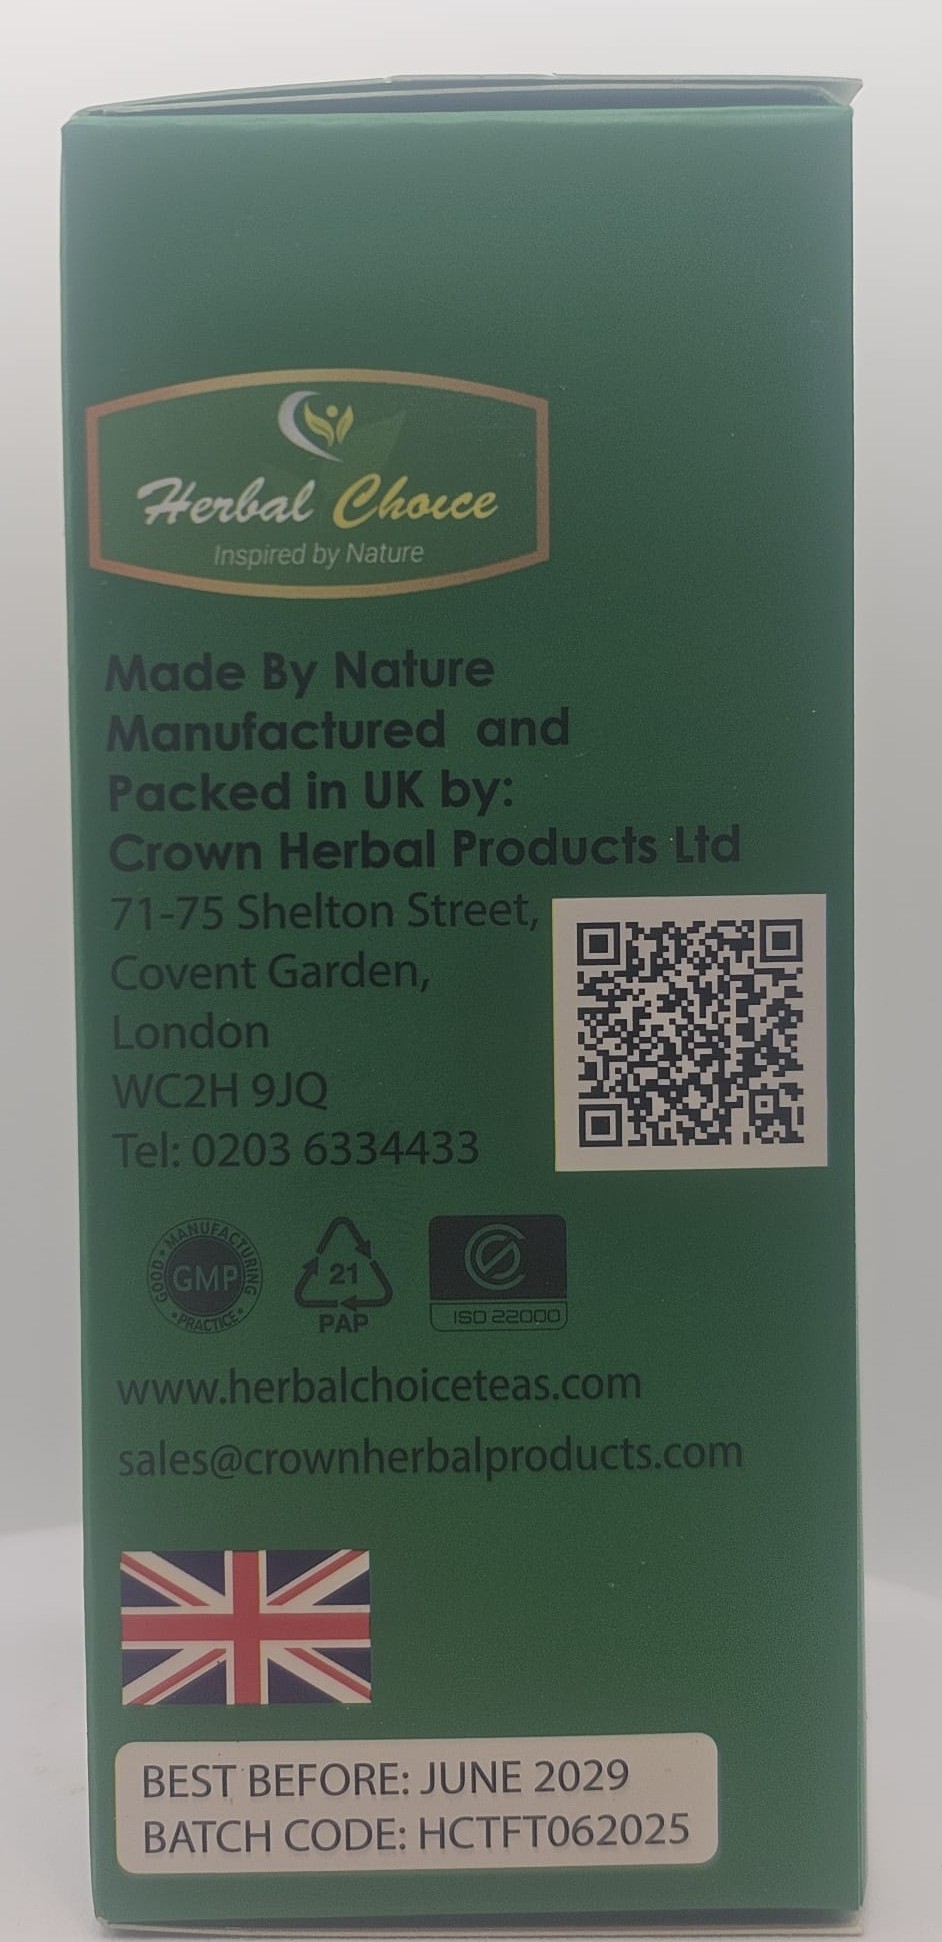 Herbal Choice
Inspired by Nature
Made By Nature
Manufactured and
Packed in UK by:
Crown Herbal Products Ltd
71-75 Shelton Street,
Covent Garden,
London
WC2H 9JQ
Tel: 0203 6334433
GOOD • MANUFACTURING • PRACTICE
GMP
21
PAP
ISO 22000
www.herbalchoiceteas.com
sales@crownherbalproducts.com
BEST BEFORE: JUNE 2029
BATCH CODE: HCTFT062025